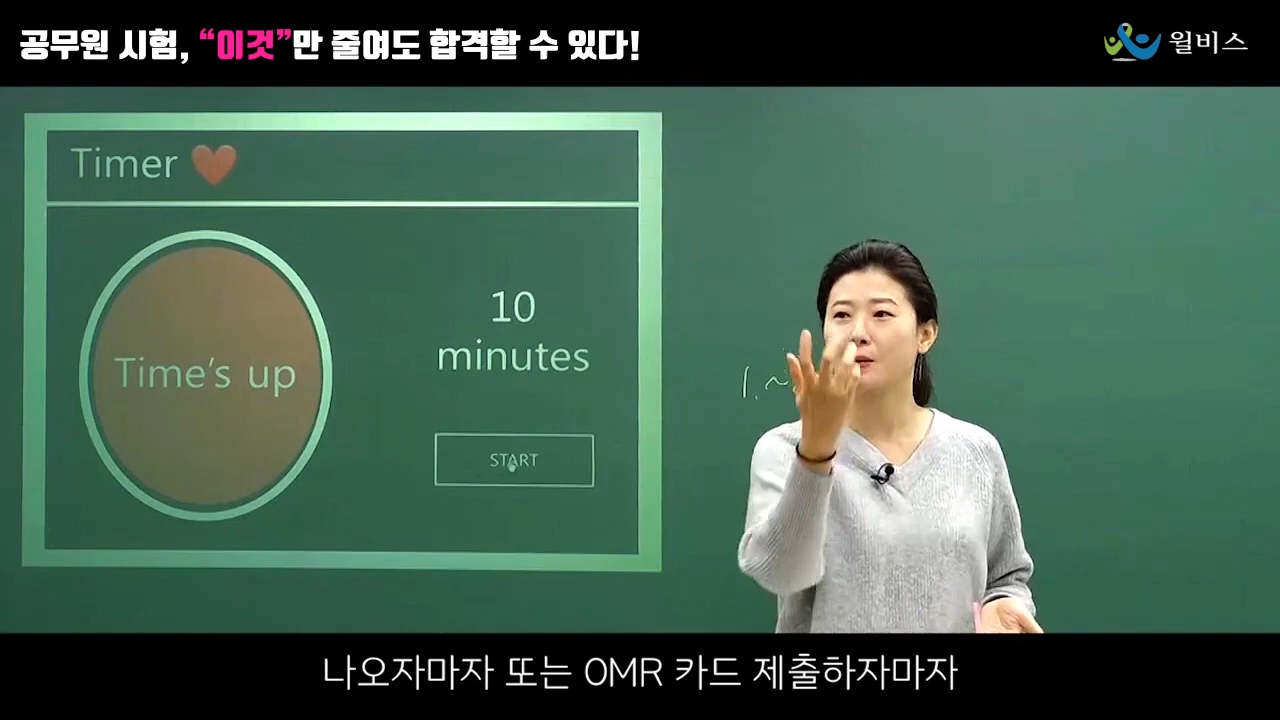 공무원 시험, “이것”만 줄여도 합격할 수 있다!
윌비스
Timer ❤️
Time’s up
10
minutes
START
1.~
나오자마자 또는 OMR 카드 제출하자마자